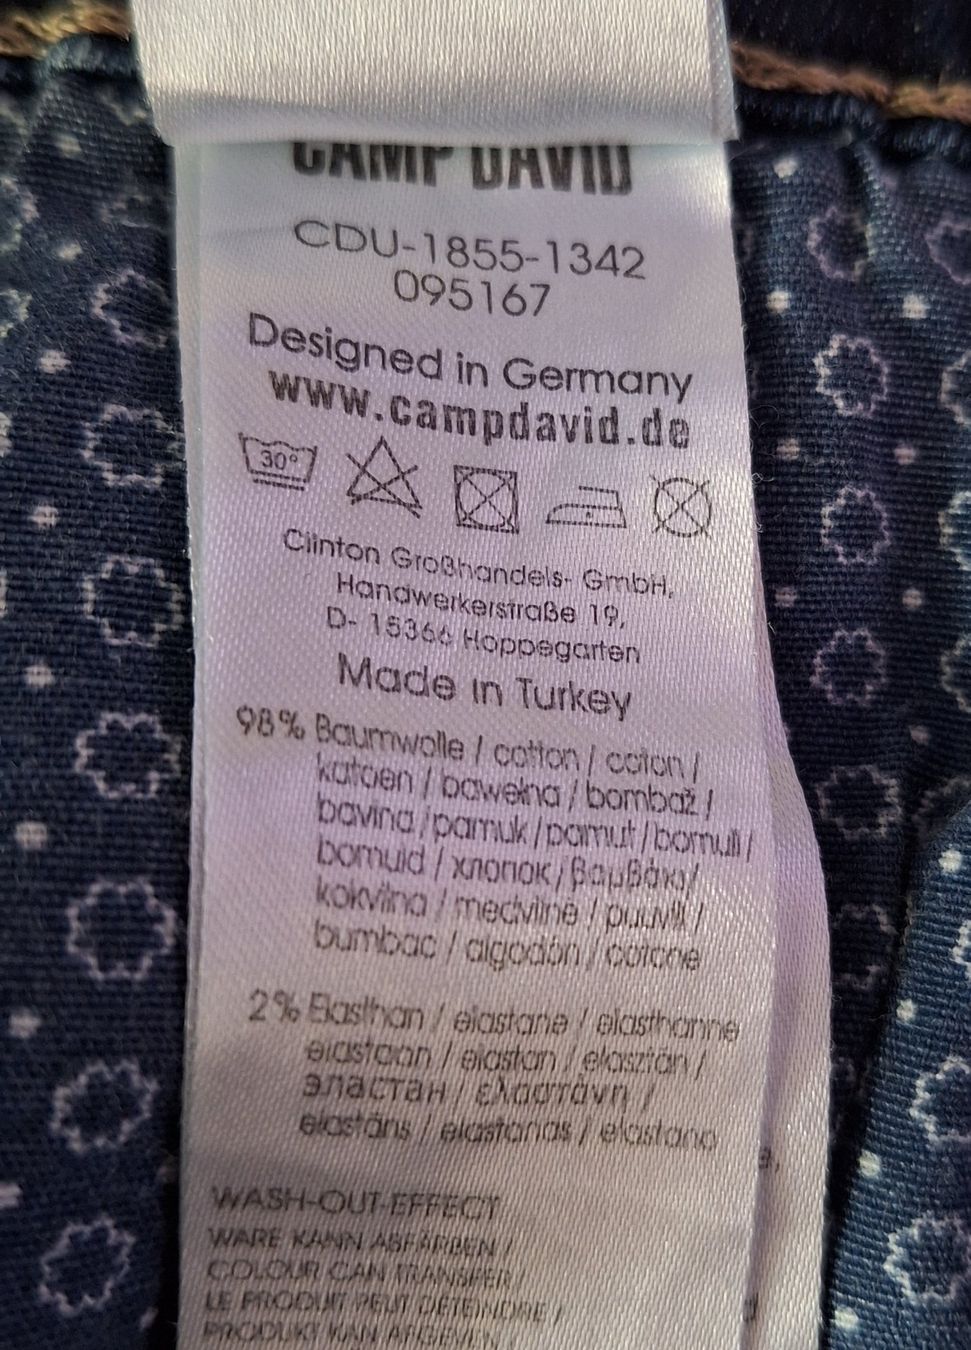 CAMP DAVID
CDU-1855-1342
095167
Designed in Germany
www.campdavid.de
30°
Clinton Großhandels- GmbH,
Handwerkerstraße 19,
D- 15366 Hoppegarten
Made in Turkey
98% Baumwolle / cotton / coton /
katoen / bawełna / bombaž /
bavlna / pamuk / pamut / bomull /
bomuld / хлопок / βαμβάκι /
kokvilna / medvilnė / puuvill /
bumbac / algodón / cotone
2% Elasthan / elastane / elasthanne
elastaan / elastan / elasztán /
эластан / ελαστάνη /
elastāns / elastanas / elastano
WASH-OUT-EFFECT
WARE KANN ABFÄRBEN /
COLOUR CAN TRANSFER /
LE PRODUIT PEUT DÉTEINDRE /
PRODUKT KAN AFGEVEN